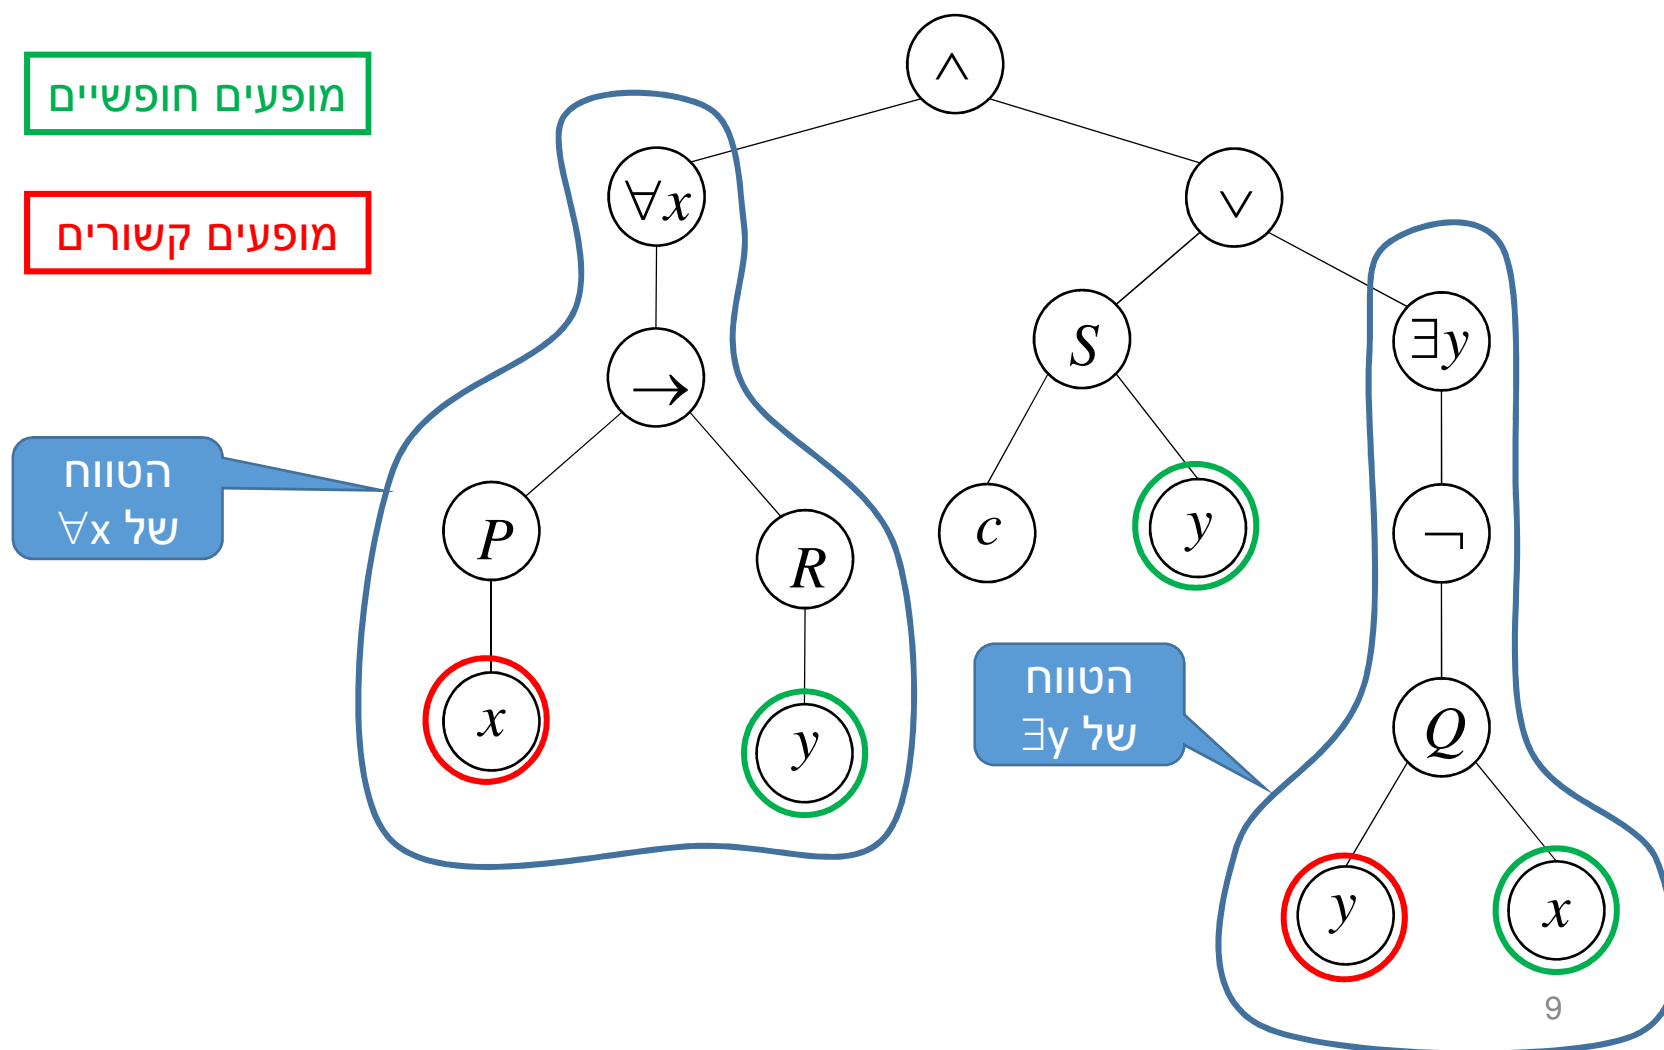 מופעים חופשיים
מופעים קשורים
∧
∀x
∨
S
∃y
→
הטווח
של ∀x
P
R
c
y
¬
x
y
הטווח
של ∃y
Q
y
x
9